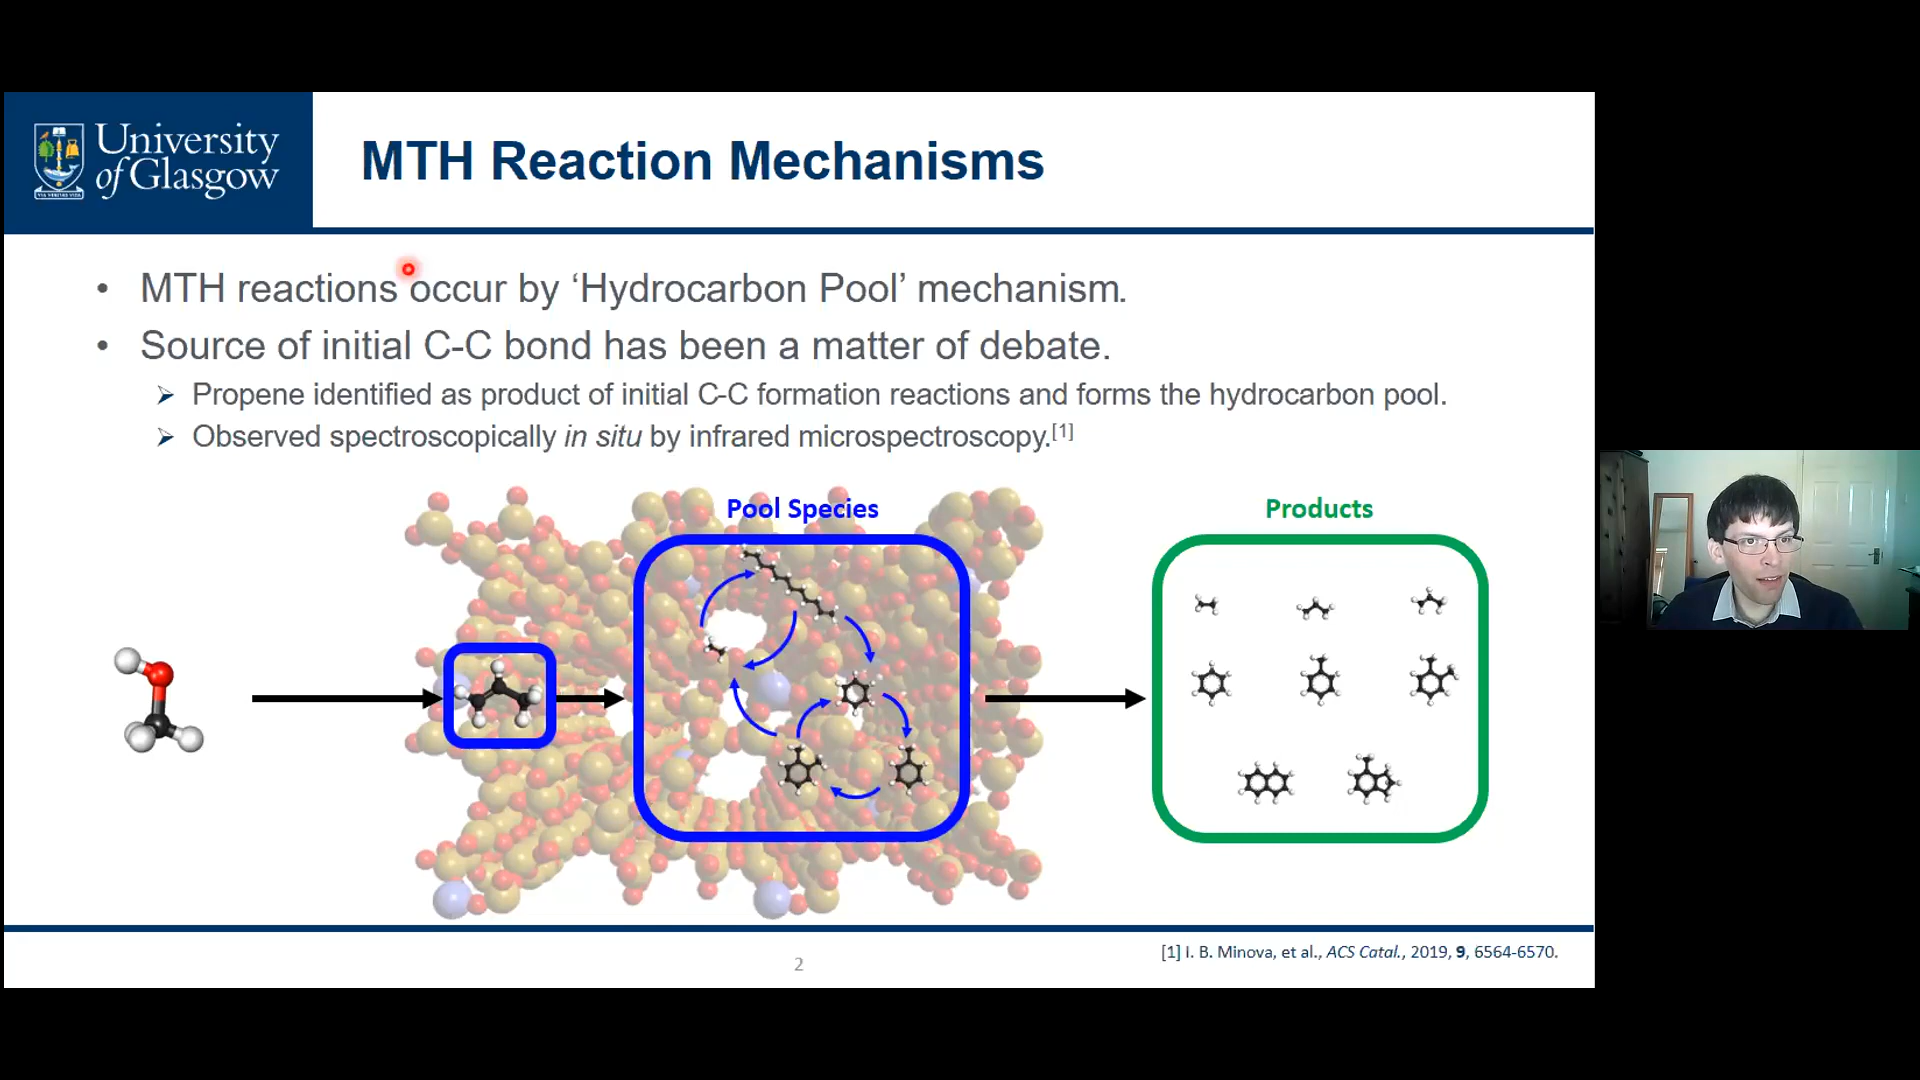 University
of Glasgow
MTH Reaction Mechanisms
• MTH reactions occur by ‘Hydrocarbon Pool’ mechanism.
• Source of initial C-C bond has been a matter of debate.
➢ Propene identified as product of initial C-C formation reactions and forms the hydrocarbon pool.
➢ Observed spectroscopically in situ by infrared microspectroscopy.[1]
Pool Species
Products
[1] I. B. Minova, et al., ACS Catal., 2019, 9, 6564-6570.
2